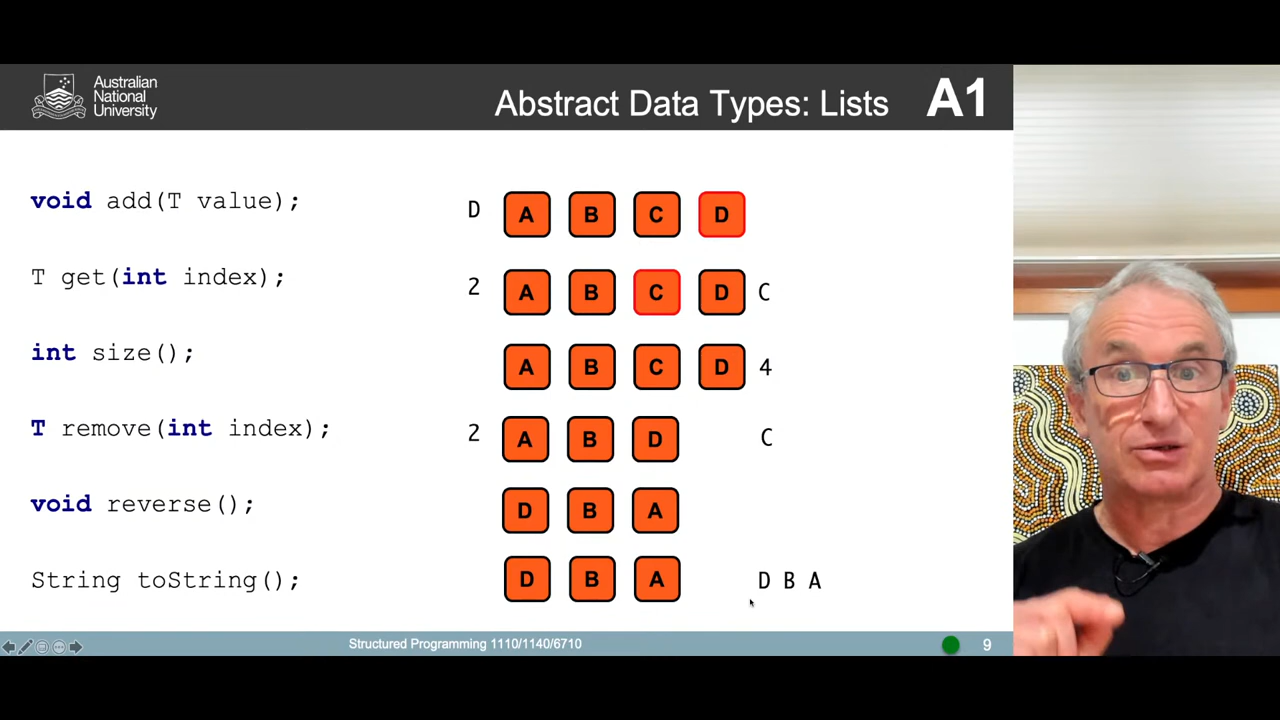 Australian
National
University
Abstract Data Types: Lists A1
void add(T value); D A B C D
T get(int index); 2 A B C D C
int size(); A B C D 4
T remove(int index); 2 A B D C
void reverse(); D B A
String toString(); D B A D B A
Structured Programming 1110/1140/6710 9